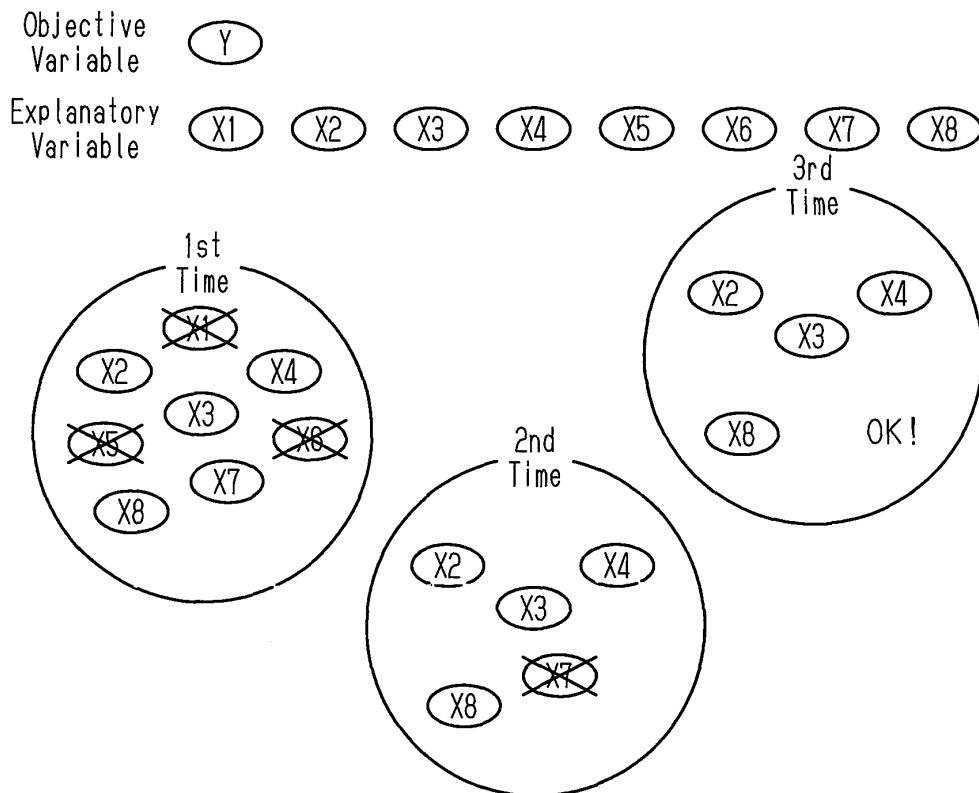 Objective
Variable
Y
Explanatory
Variable
X1 X2 X3 X4 X5 X6 X7 X8
1st
Time
X1
X2 X4
X3
X5 X6
X7
X8
2nd
Time
X2 X4
X3
X7
X8
3rd
Time
X2 X4
X3
X8 OK!